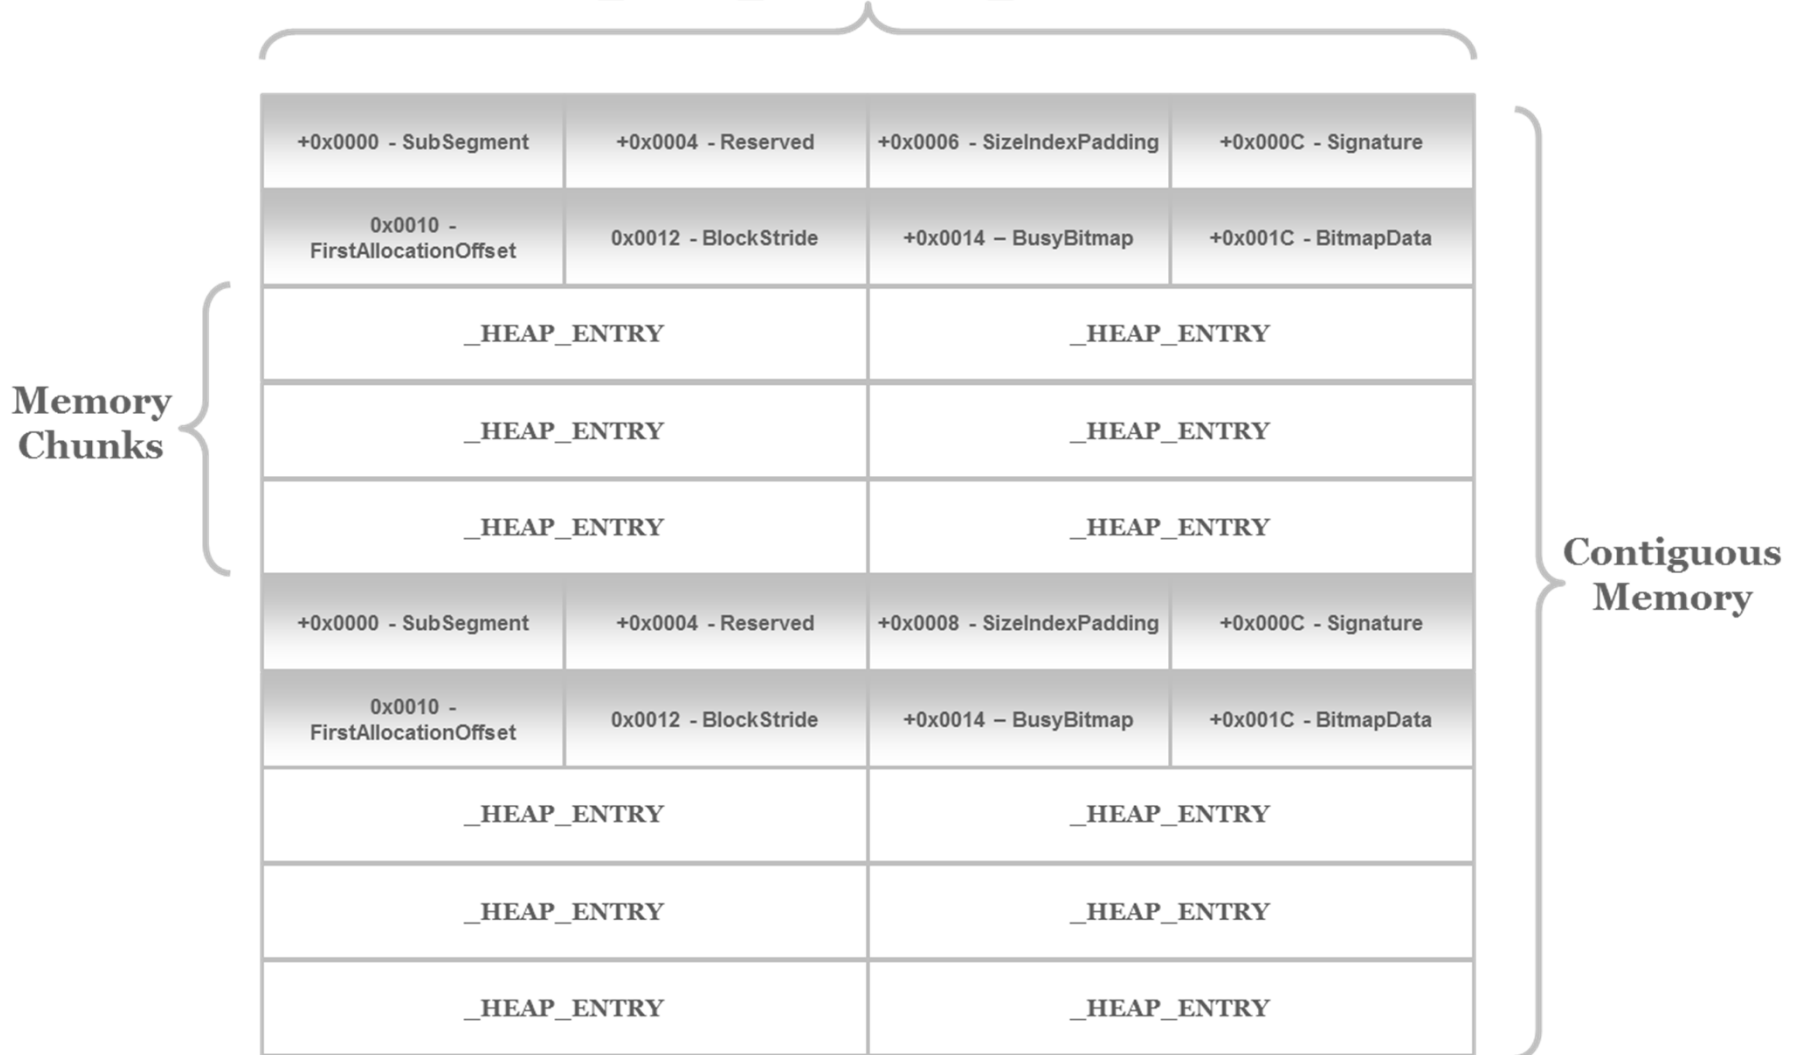 +0x0000 - SubSegment
+0x0004 - Reserved
+0x0006 - SizeIndexPadding
+0x000C - Signature
0x0010 -
FirstAllocationOffset
0x0012 - BlockStride
+0x0014 – BusyBitmap
+0x001C - BitmapData
_HEAP_ENTRY
_HEAP_ENTRY
Memory
Chunks
_HEAP_ENTRY
_HEAP_ENTRY
_HEAP_ENTRY
_HEAP_ENTRY
Contiguous
Memory
+0x0000 - SubSegment
+0x0004 - Reserved
+0x0008 - SizeIndexPadding
+0x000C - Signature
0x0010 -
FirstAllocationOffset
0x0012 - BlockStride
+0x0014 – BusyBitmap
+0x001C - BitmapData
_HEAP_ENTRY
_HEAP_ENTRY
_HEAP_ENTRY
_HEAP_ENTRY
_HEAP_ENTRY
_HEAP_ENTRY